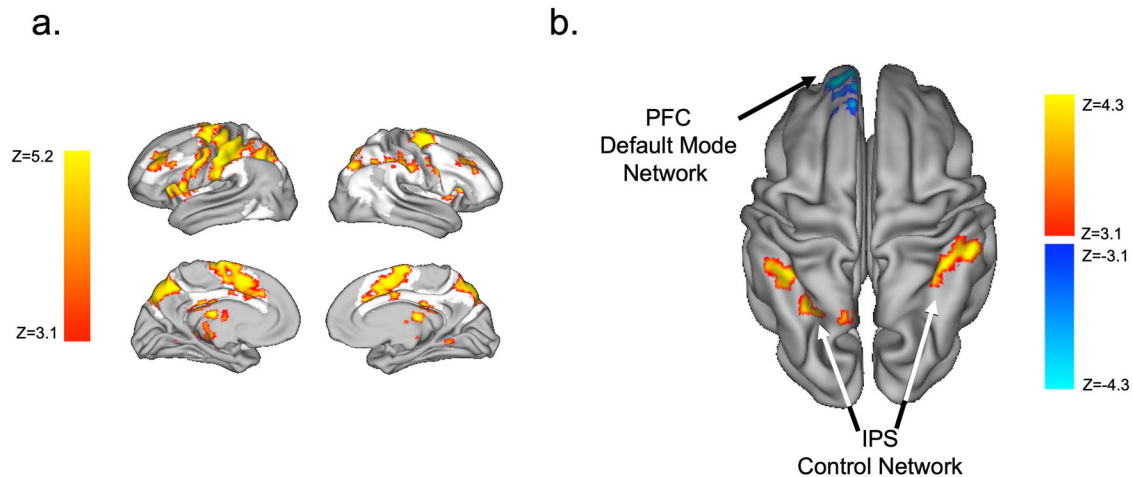 a.
Z=5.2
Z=3.1
b.
PFC
Default Mode
Network
Z=4.3
Z=3.1
Z=-3.1
Z=-4.3
IPS
Control Network